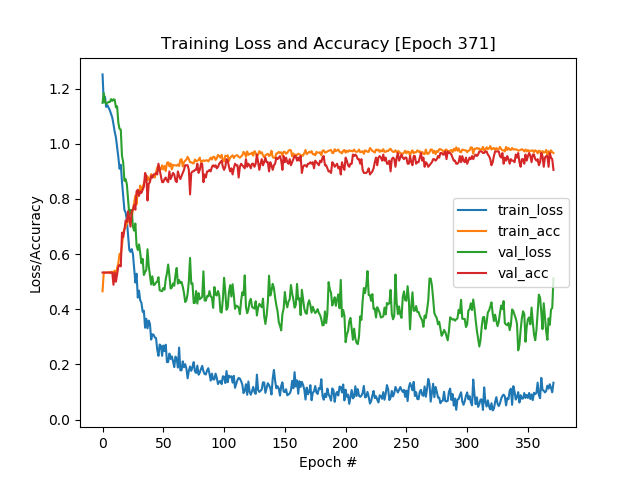 Training Loss and Accuracy [Epoch 371]
Loss/Accuracy
1.2
1.0
0.8
0.6
0.4
0.2
0.0
train_loss
train_acc
val_loss
val_acc
0 50 100 150 200 250 300 350
Epoch #